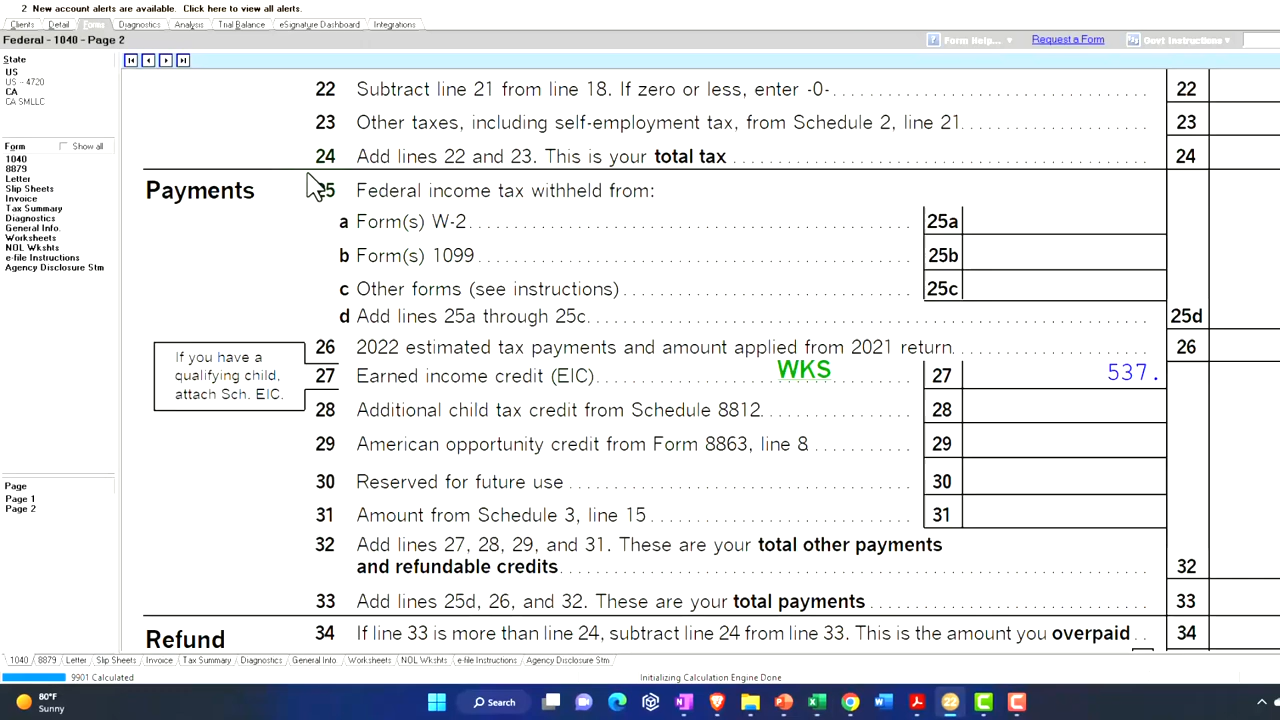 2 New account alerts are available. Click here to view all alerts.
Clients Detail Forms Diagnostics Analysis Trial Balance eSignature Dashboard Integrations
Federal - 1040 - Page 2 Form Help... Request a Form Govt Instructions
State
US
US -- 4720
CA
CA SMLLC
Form Show all
1040
8879
Letter
Slip Sheets
Invoice
Tax Summary
Diagnostics
General Info.
Worksheets
NOL Wkshts
e-file Instructions
Agency Disclosure Stm
Page
Page 1
Page 2
22 Subtract line 21 from line 18. If zero or less, enter -0- 22
23 Other taxes, including self-employment tax, from Schedule 2, line 21 23
24 Add lines 22 and 23. This is your total tax 24
Payments 25 Federal income tax withheld from:
a Form(s) W-2 25a
b Form(s) 1099 25b
c Other forms (see instructions) 25c
d Add lines 25a through 25c 25d
26 2022 estimated tax payments and amount applied from 2021 return 26
If you have a qualifying child, attach Sch. EIC.
27 Earned income credit (EIC) WKS 27 537.
28 Additional child tax credit from Schedule 8812 28
29 American opportunity credit from Form 8863, line 8 29
30 Reserved for future use 30
31 Amount from Schedule 3, line 15 31
32 Add lines 27, 28, 29, and 31. These are your total other payments
and refundable credits 32
33 Add lines 25d, 26, and 32. These are your total payments 33
Refund 34 If line 33 is more than line 24, subtract line 24 from line 33. This is the amount you overpaid 34
1040 8879 Letter Slip Sheets Invoice Tax Summary Diagnostics General Info Worksheets NOL Wkshts e-file Instructions Agency Disclosure Stm
9901 Calculated Initializing Calculation Engine Done
80°F
Sunny
Search
22